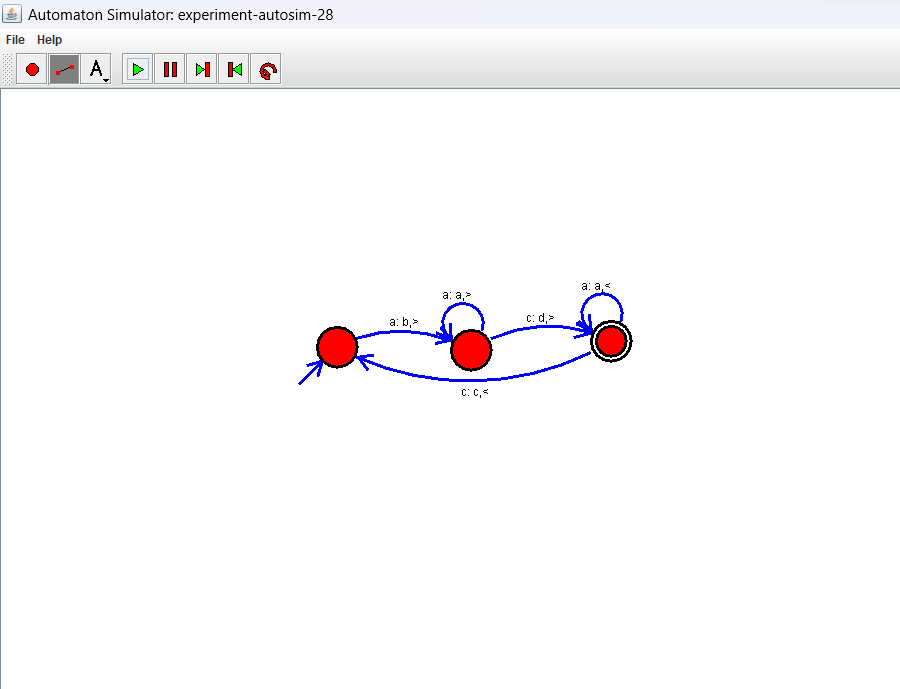 Automaton Simulator: experiment-autosim-28
File Help
A
a: a,<
a: a,>
a: b,>
c: d,>
c: c,<